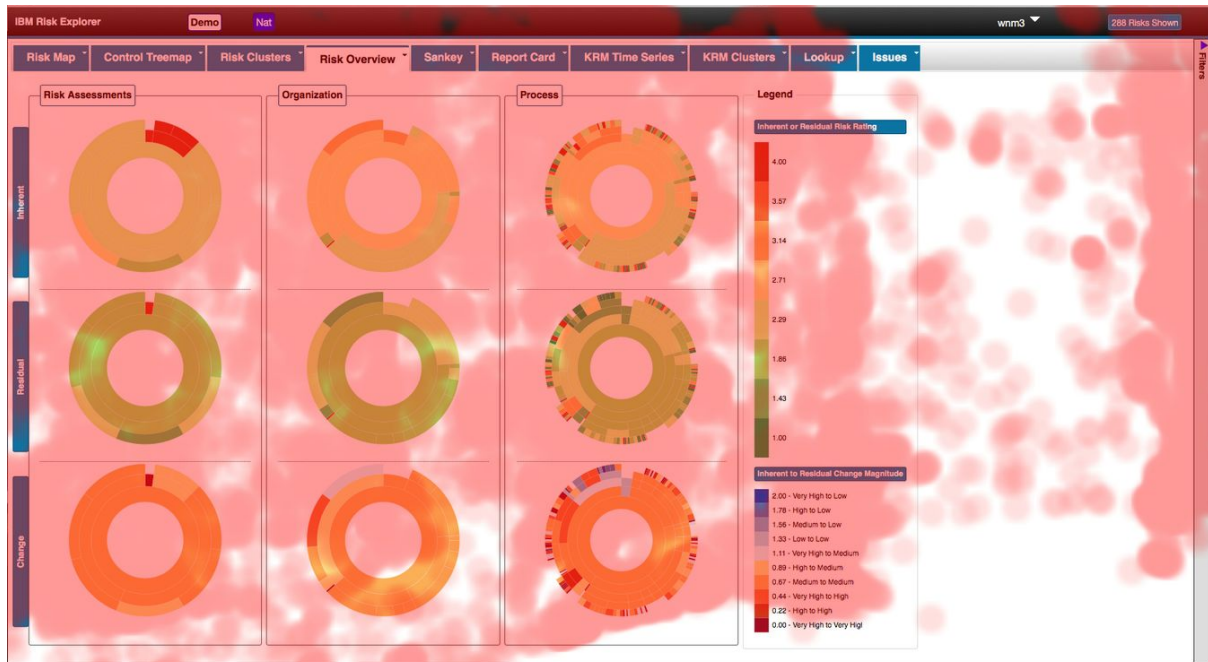 IBM Risk Explorer Demo Nat wnm3 288 Risks Shown
Risk Map Control Treemap Risk Clusters Risk Overview Sankey Report Card KRM Time Series KRM Clusters Lookup Issues
Filters
Risk Assessments Organization Process Legend
Inherent
Residual
Change
Inherent or Residual Risk Rating
4.00
3.57
3.14
2.71
2.29
1.86
1.43
1.00
Inherent to Residual Change Magnitude
2.00 - Very High to Low
1.78 - High to Low
1.56 - Medium to Low
1.33 - Low to Low
1.11 - Very High to Medium
0.89 - High to Medium
0.67 - Medium to Medium
0.44 - Very High to High
0.22 - High to High
0.00 - Very High to Very High